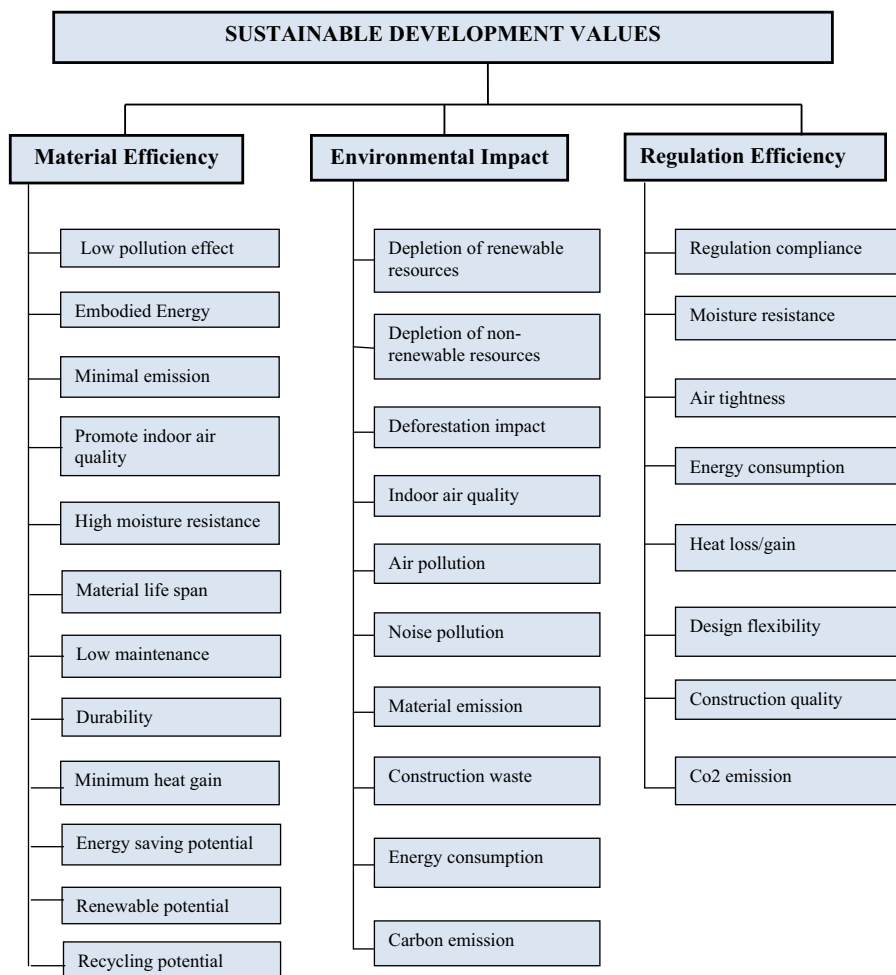 SUSTAINABLE DEVELOPMENT VALUES
Material Efficiency
Low pollution effect
Embodied Energy
Minimal emission
Promote indoor air
quality
High moisture resistance
Material life span
Low maintenance
Durability
Minimum heat gain
Energy saving potential
Renewable potential
Recycling potential
Environmental Impact
Depletion of renewable
resources
Depletion of non-
renewable resources
Deforestation impact
Indoor air quality
Air pollution
Noise pollution
Material emission
Construction waste
Energy consumption
Carbon emission
Regulation Efficiency
Regulation compliance
Moisture resistance
Air tightness
Energy consumption
Heat loss/gain
Design flexibility
Construction quality
Co2 emission